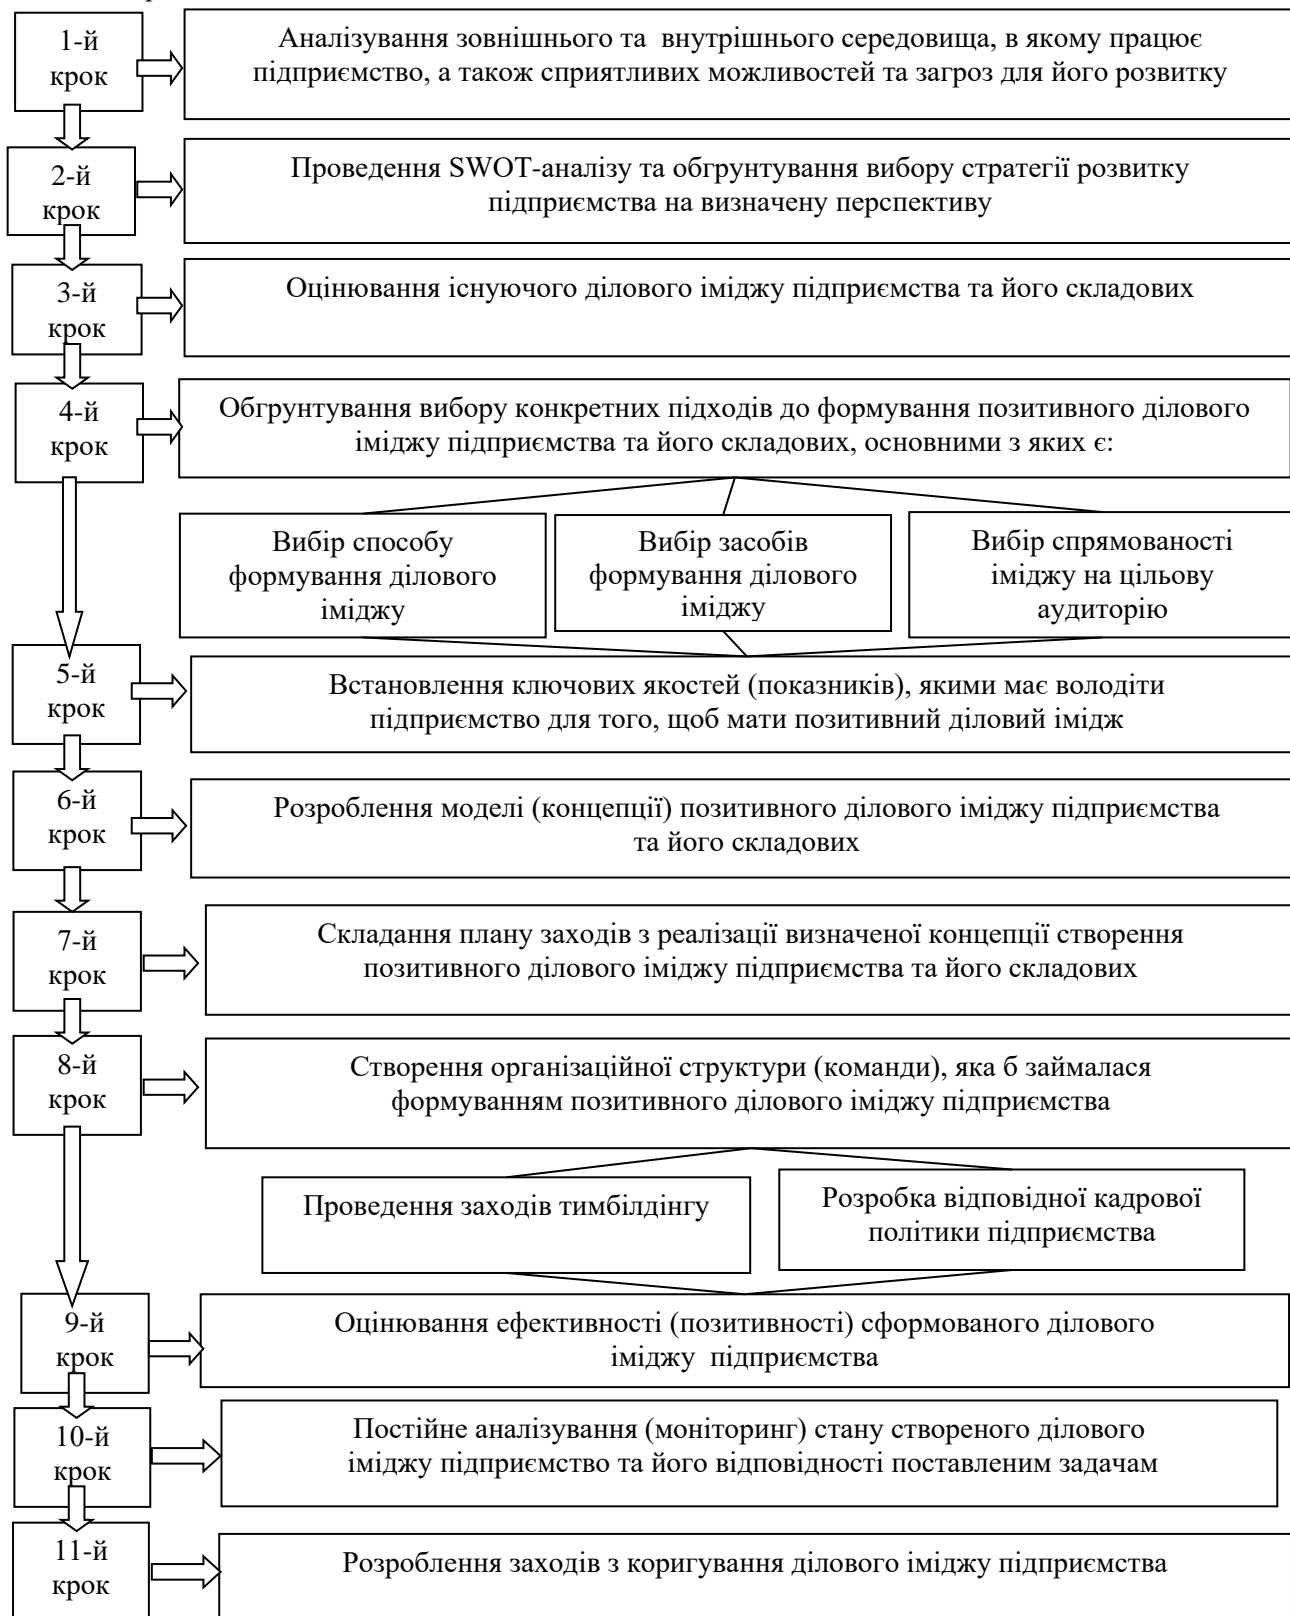 1-й
крок
Аналізування зовнішнього та внутрішнього середовища, в якому працює
підприємство, а також сприятливих можливостей та загроз для його розвитку
2-й
крок
Проведення SWOT-аналізу та обгрунтування вибору стратегії розвитку
підприємства на визначену перспективу
3-й
крок
Оцінювання існуючого ділового іміджу підприємства та його складових
4-й
крок
Обгрунтування вибору конкретних підходів до формування позитивного ділового
іміджу підприємства та його складових, основними з яких є:
Вибір способу
формування ділового
іміджу
Вибір засобів
формування ділового
іміджу
Вибір спрямованості
іміджу на цільову
аудиторію
5-й
крок
Встановлення ключових якостей (показників), якими має володіти
підприємство для того, щоб мати позитивний діловий імідж
6-й
крок
Розроблення моделі (концепції) позитивного ділового іміджу підприємства
та його складових
7-й
крок
Складання плану заходів з реалізації визначеної концепції створення
позитивного ділового іміджу підприємства та його складових
8-й
крок
Створення організаційної структури (команди), яка б займалася
формуванням позитивного ділового іміджу підприємства
Проведення заходів тимбілдінгу
Розробка відповідної кадрової
політики підприємства
9-й
крок
Оцінювання ефективності (позитивності) сформованого ділового
іміджу підприємства
10-й
крок
Постійне аналізування (моніторинг) стану створеного ділового
іміджу підприємство та його відповідності поставленим задачам
11-й
крок
Розроблення заходів з коригування ділового іміджу підприємства